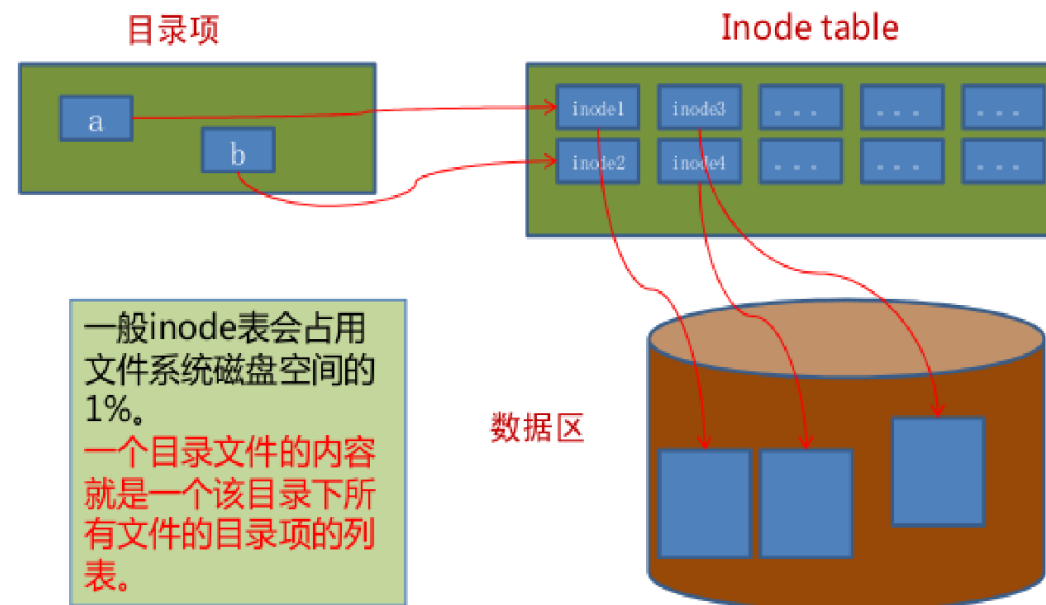 目录项
Inode table
a
b
inode1 inode3 ... ... ...
inode2 inode4 ... ... ...
一般inode表会占用
文件系统磁盘空间的
1%。
一个目录文件的内容
就是一个该目录下所
有文件的目录项的列
表。
数据区